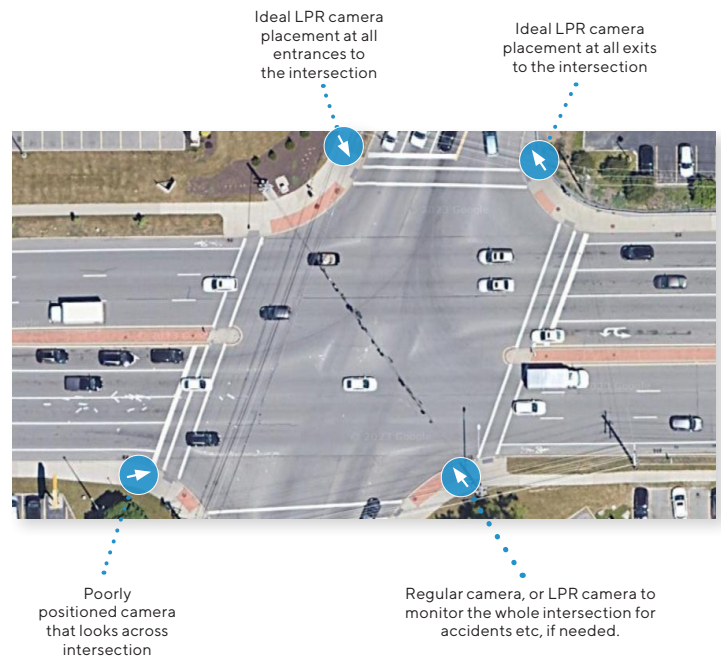 Ideal LPR camera
placement at all
entrances to
the intersection
Ideal LPR camera
placement at all exits
to the intersection
Poorly
positioned camera
that looks across
intersection
Regular camera, or LPR camera to
monitor the whole intersection for
accidents etc, if needed.